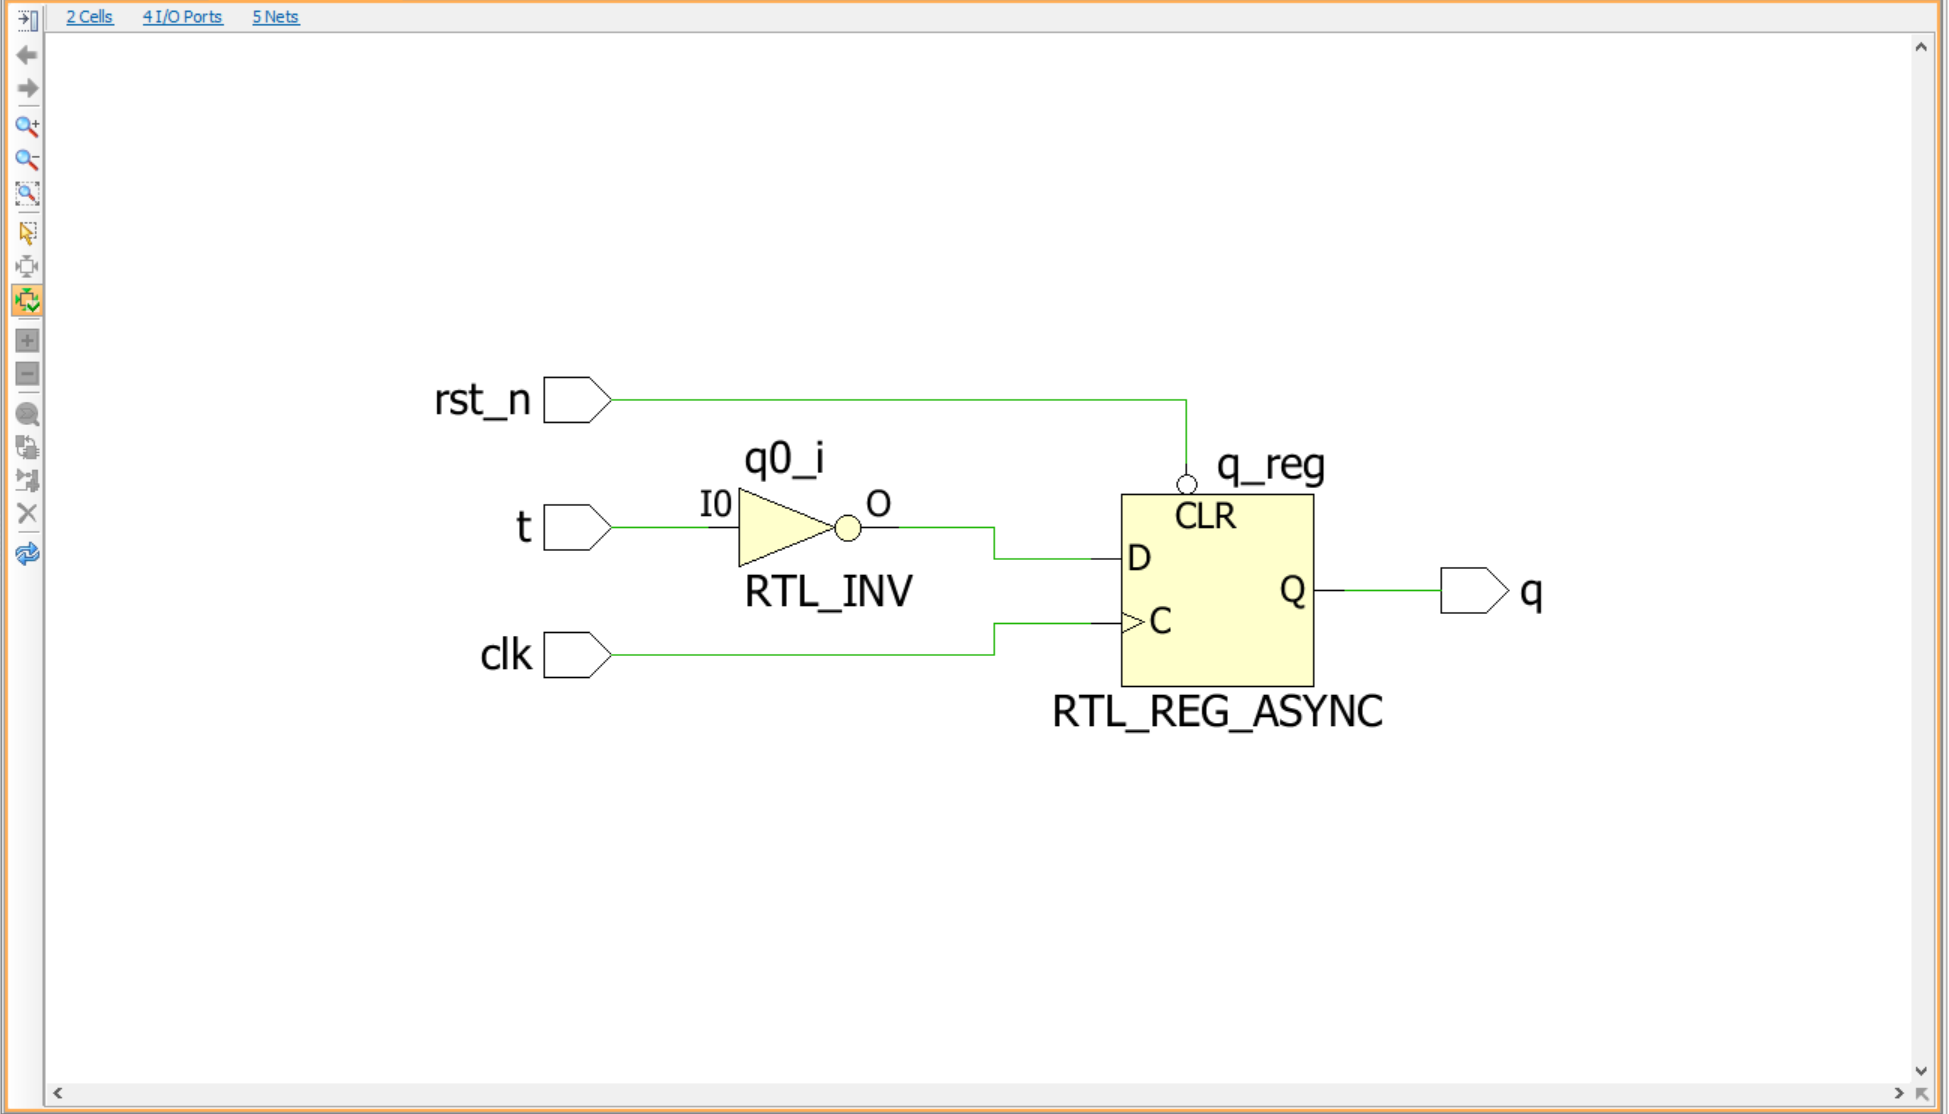 2 Cells 4 I/O Ports 5 Nets
rst_n
q0_i
q_reg
I0
O
CLR
t
D
RTL_INV
Q
q
C
clk
RTL_REG_ASYNC